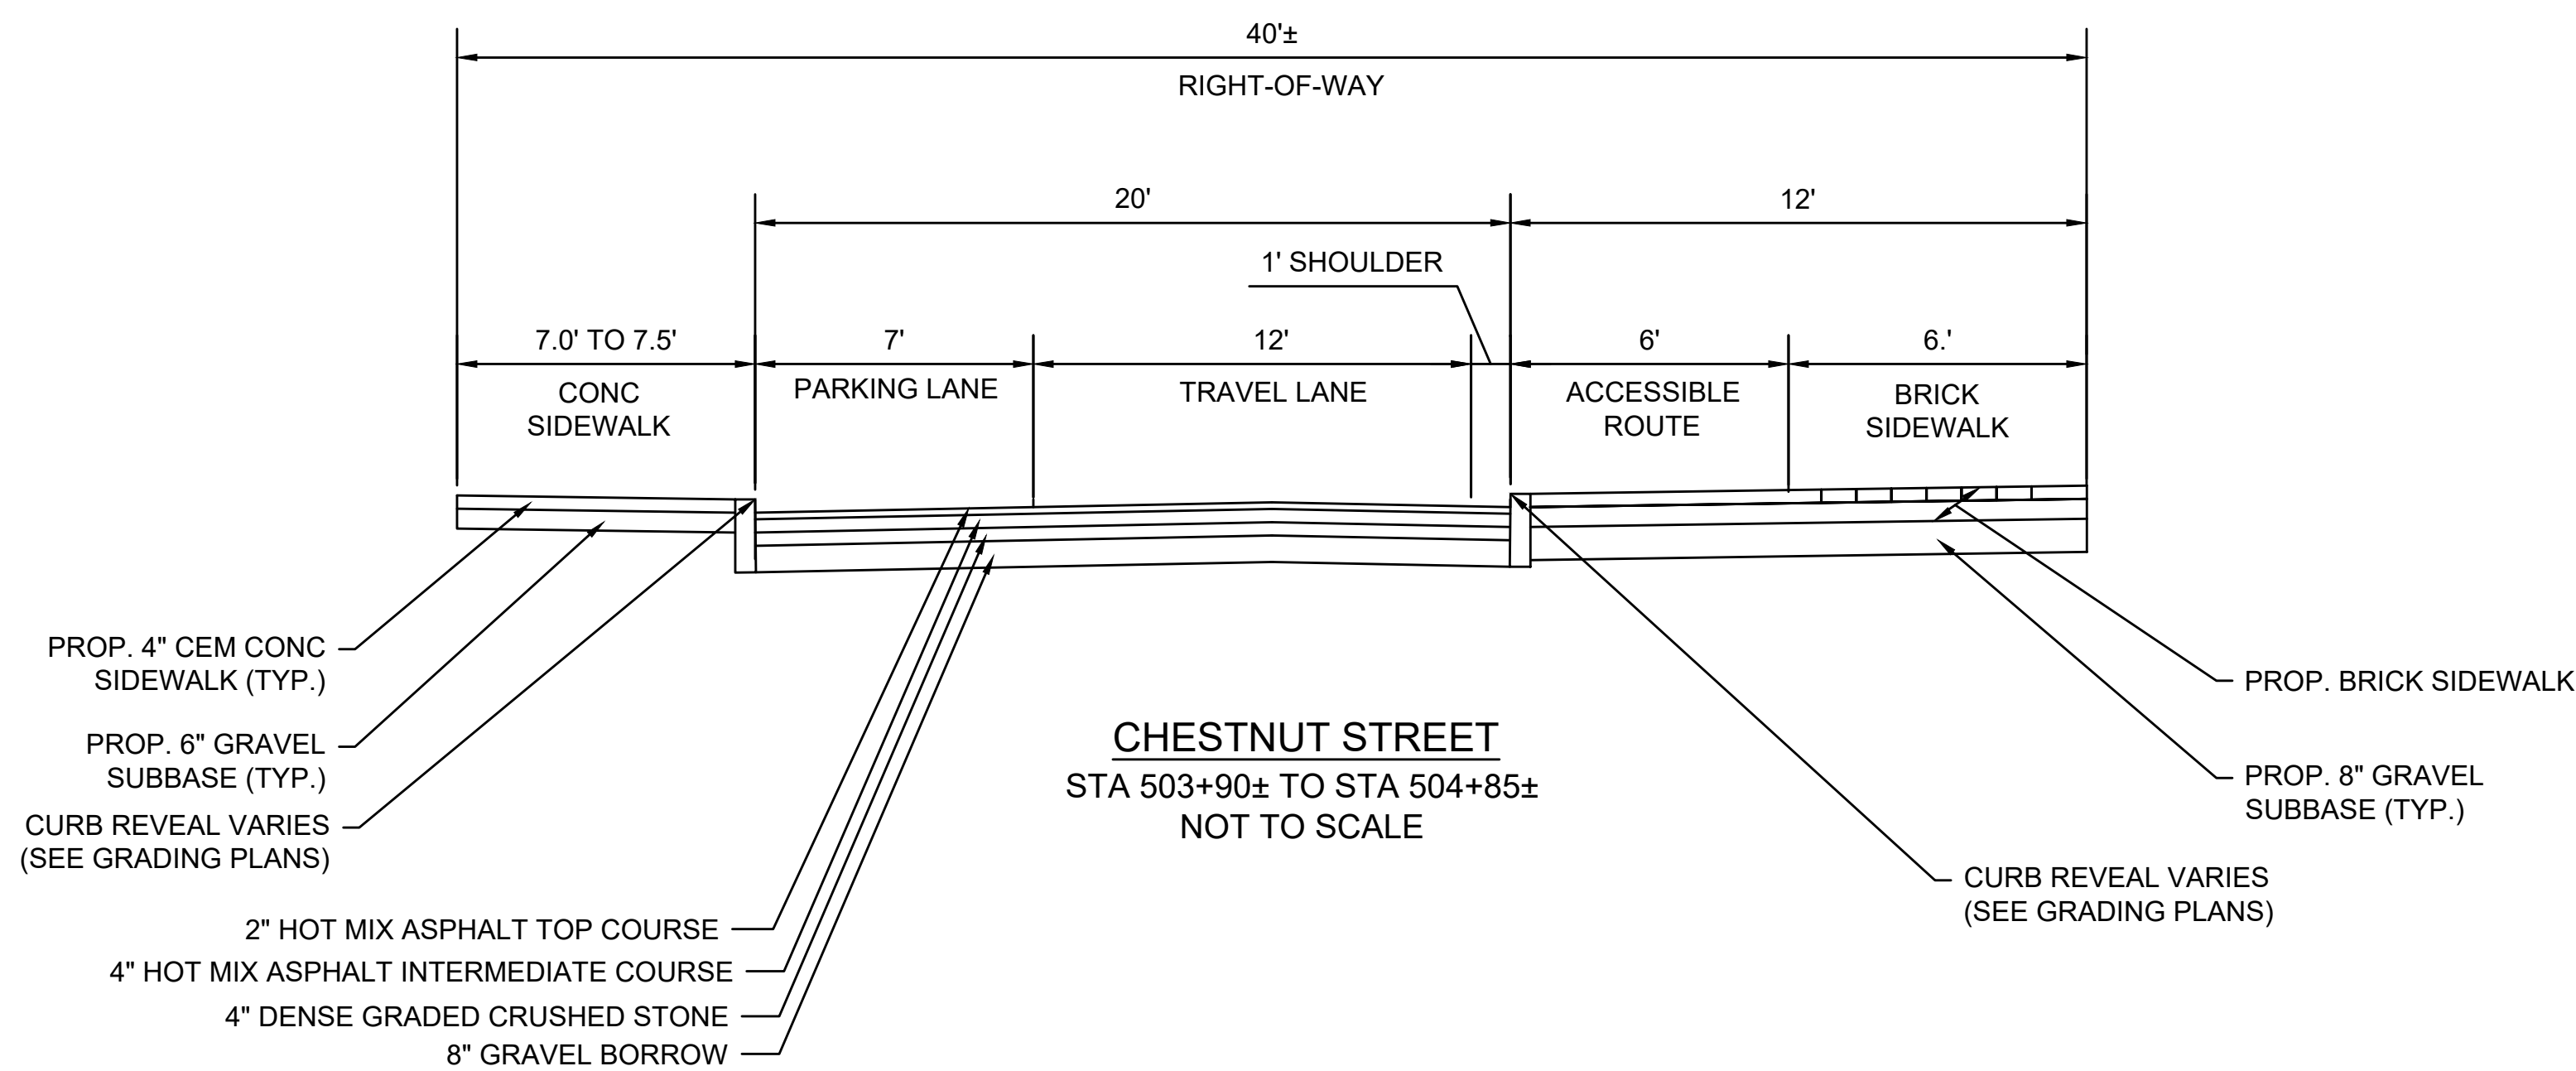 40'±
RIGHT-OF-WAY
20'
12'
1' SHOULDER
7.0' TO 7.5'
CONC
SIDEWALK
7'
PARKING LANE
12'
TRAVEL LANE
6'
ACCESSIBLE
ROUTE
6.'
BRICK
SIDEWALK
PROP. 4" CEM CONC
SIDEWALK (TYP.)
PROP. 6" GRAVEL
SUBBASE (TYP.)
CURB REVEAL VARIES
(SEE GRADING PLANS)
2" HOT MIX ASPHALT TOP COURSE
4" HOT MIX ASPHALT INTERMEDIATE COURSE
4" DENSE GRADED CRUSHED STONE
8" GRAVEL BORROW
CHESTNUT STREET
STA 503+90± TO STA 504+85±
NOT TO SCALE
PROP. BRICK SIDEWALK
PROP. 8" GRAVEL
SUBBASE (TYP.)
CURB REVEAL VARIES
(SEE GRADING PLANS)